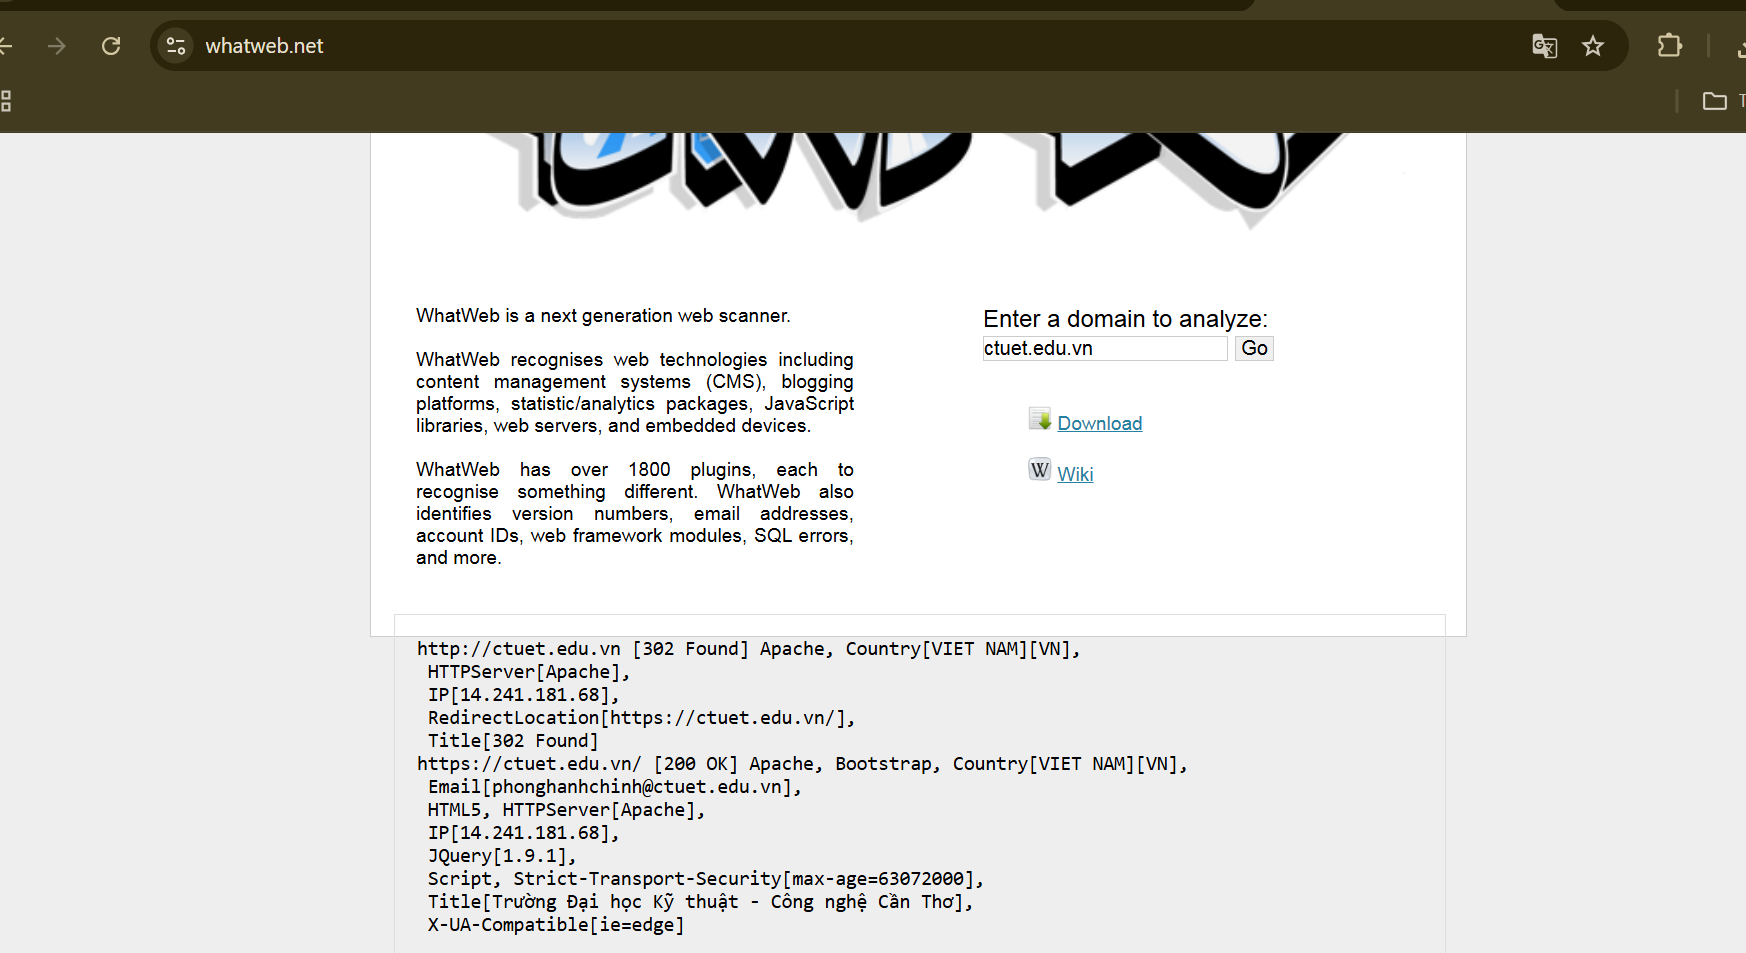 whatweb.net
WhatWeb is a next generation web scanner.
WhatWeb recognises web technologies including
content management systems (CMS), blogging
platforms, statistic/analytics packages, JavaScript
libraries, web servers, and embedded devices.
WhatWeb has over 1800 plugins, each to
recognise something different. WhatWeb also
identifies version numbers, email addresses,
account IDs, web framework modules, SQL errors,
and more.
Enter a domain to analyze:
ctuet.edu.vn Go
Download
W Wiki
http://ctuet.edu.vn [302 Found] Apache, Country[VIET NAM][VN],
HTTPServer[Apache],
IP[14.241.181.68],
RedirectLocation[https://ctuet.edu.vn/],
Title[302 Found]
https://ctuet.edu.vn/ [200 OK] Apache, Bootstrap, Country[VIET NAM][VN],
Email[phonghanhchinh@ctuet.edu.vn],
HTML5, HTTPServer[Apache],
IP[14.241.181.68],
JQuery[1.9.1],
Script, Strict-Transport-Security[max-age=63072000],
Title[Trường Đại học Kỹ thuật - Công nghệ Cần Thơ],
X-UA-Compatible[ie=edge]